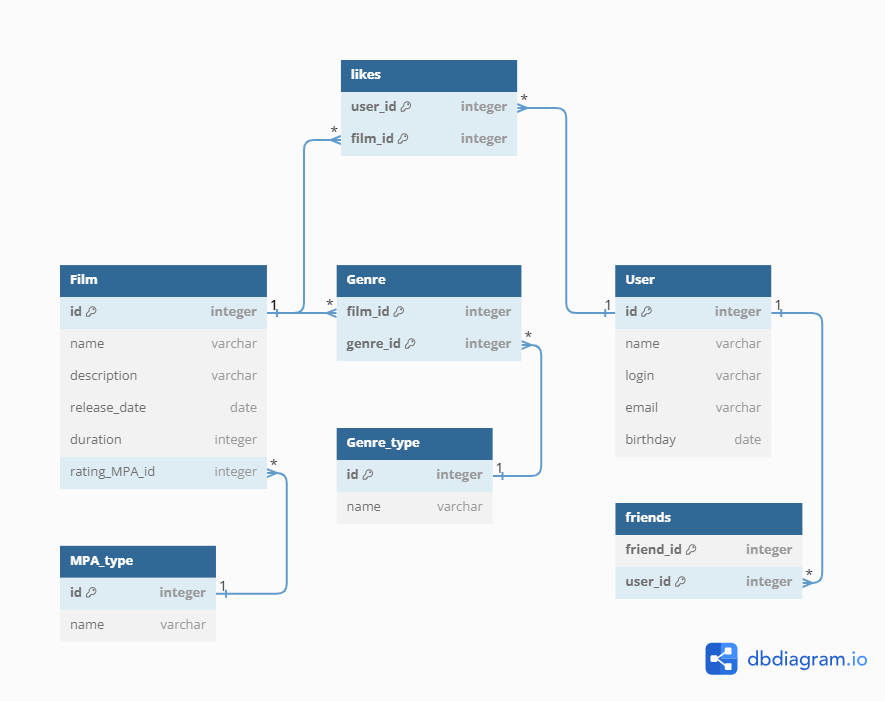 likes
user_id integer
*
*
film_id integer
Film
id integer
1
name varchar
description varchar
release_date date
duration integer
rating_MPA_id integer
*
Genre
*
film_id integer
genre_id integer
*
User
1
id integer
1
name varchar
login varchar
email varchar
birthday date
Genre_type
id integer
1
name varchar
friends
friend_id integer
user_id integer
*
MPA_type
id integer
1
name varchar
dbdiagram.io